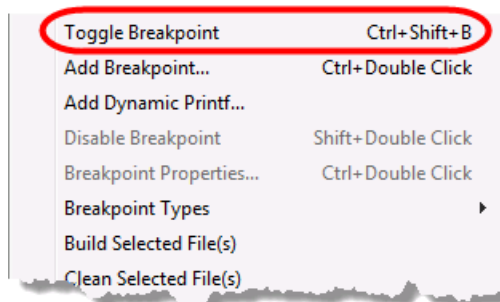 Toggle Breakpoint Ctrl+Shift+B
Add Breakpoint... Ctrl+Double Click
Add Dynamic Printf...
Disable Breakpoint Shift+Double Click
Breakpoint Properties... Ctrl+Double Click
Breakpoint Types
Build Selected File(s)
Clean Selected File(s)